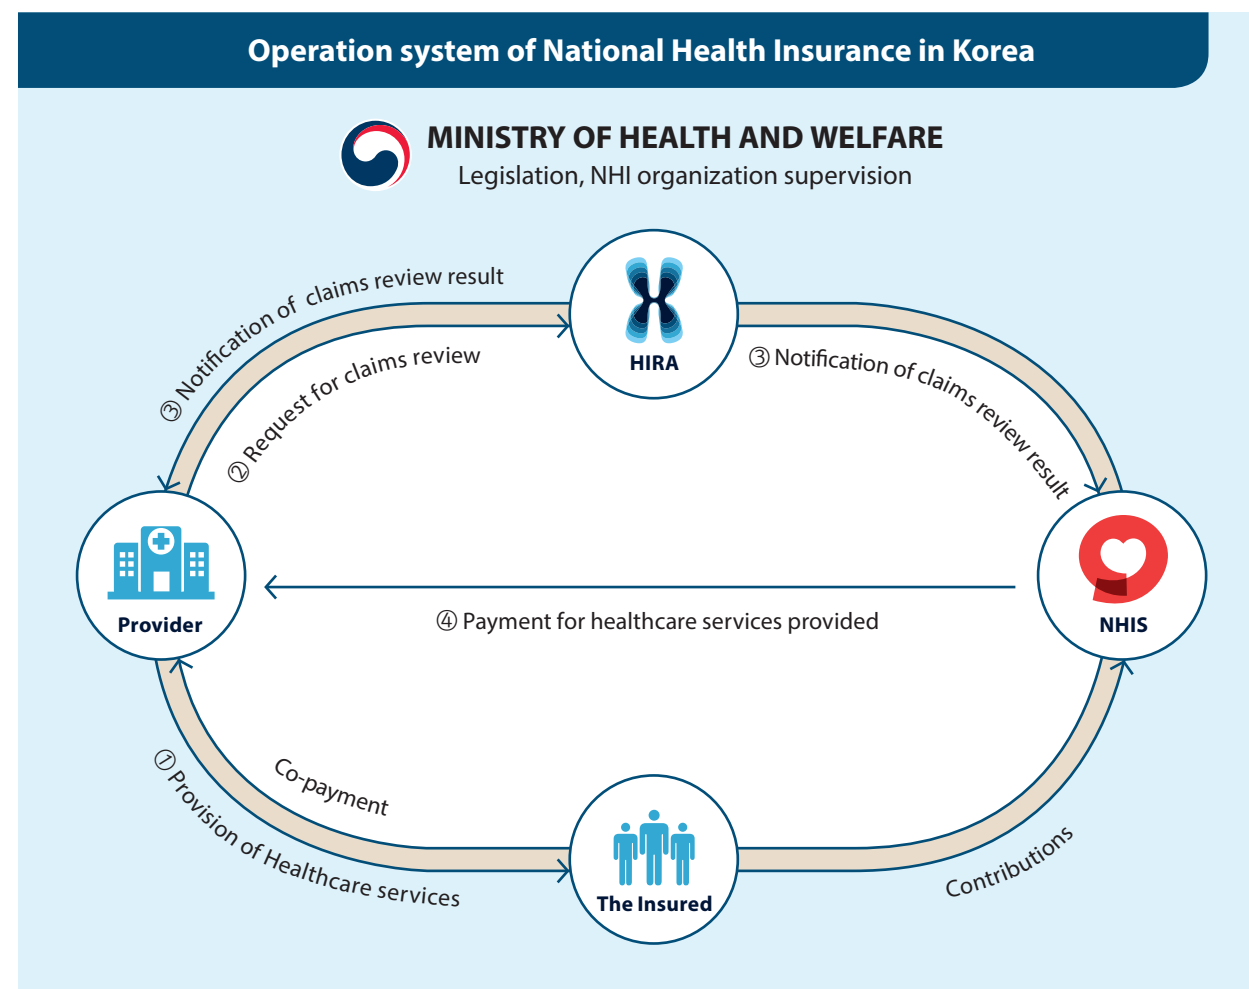 Operation system of National Health Insurance in Korea
MINISTRY OF HEALTH AND WELFARE
Legislation, NHI organization supervision
③ Notification of claims review result
② Request for claims review
HIRA
③ Notification of claims review result
Provider
④ Payment for healthcare services provided
NHIS
① Provision of Healthcare services
Co-payment
The Insured
Contributions